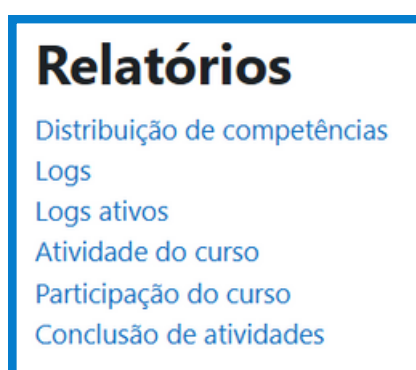 Relatórios
Distribuição de competências
Logs
Logs ativos
Atividade do curso
Participação do curso
Conclusão de atividades